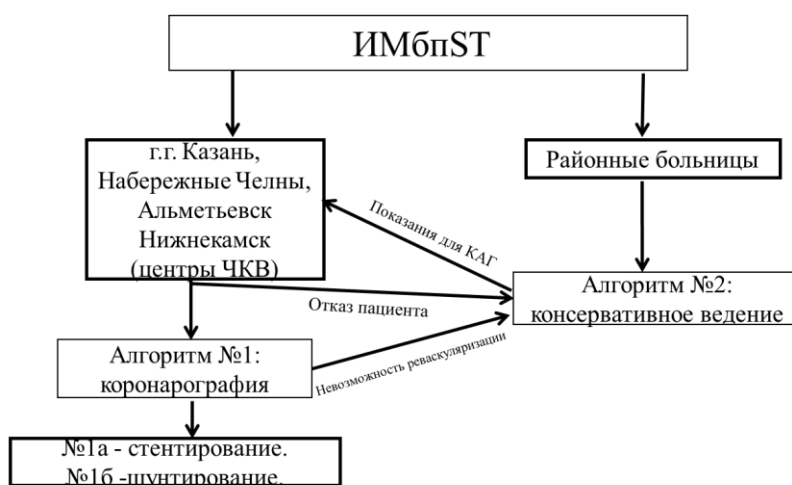 ИМбпST
г.г. Казань,
Набережные Челны,
Альметьевск
Нижнекамск
(центры ЧКВ)
Районные больницы
Показания для КАГ
Отказ пациента
Алгоритм №2:
консервативное ведение
Алгоритм №1:
коронарография
Невозможность реваскуляризации
№1а - стентирование.
№1б -шунтирование.